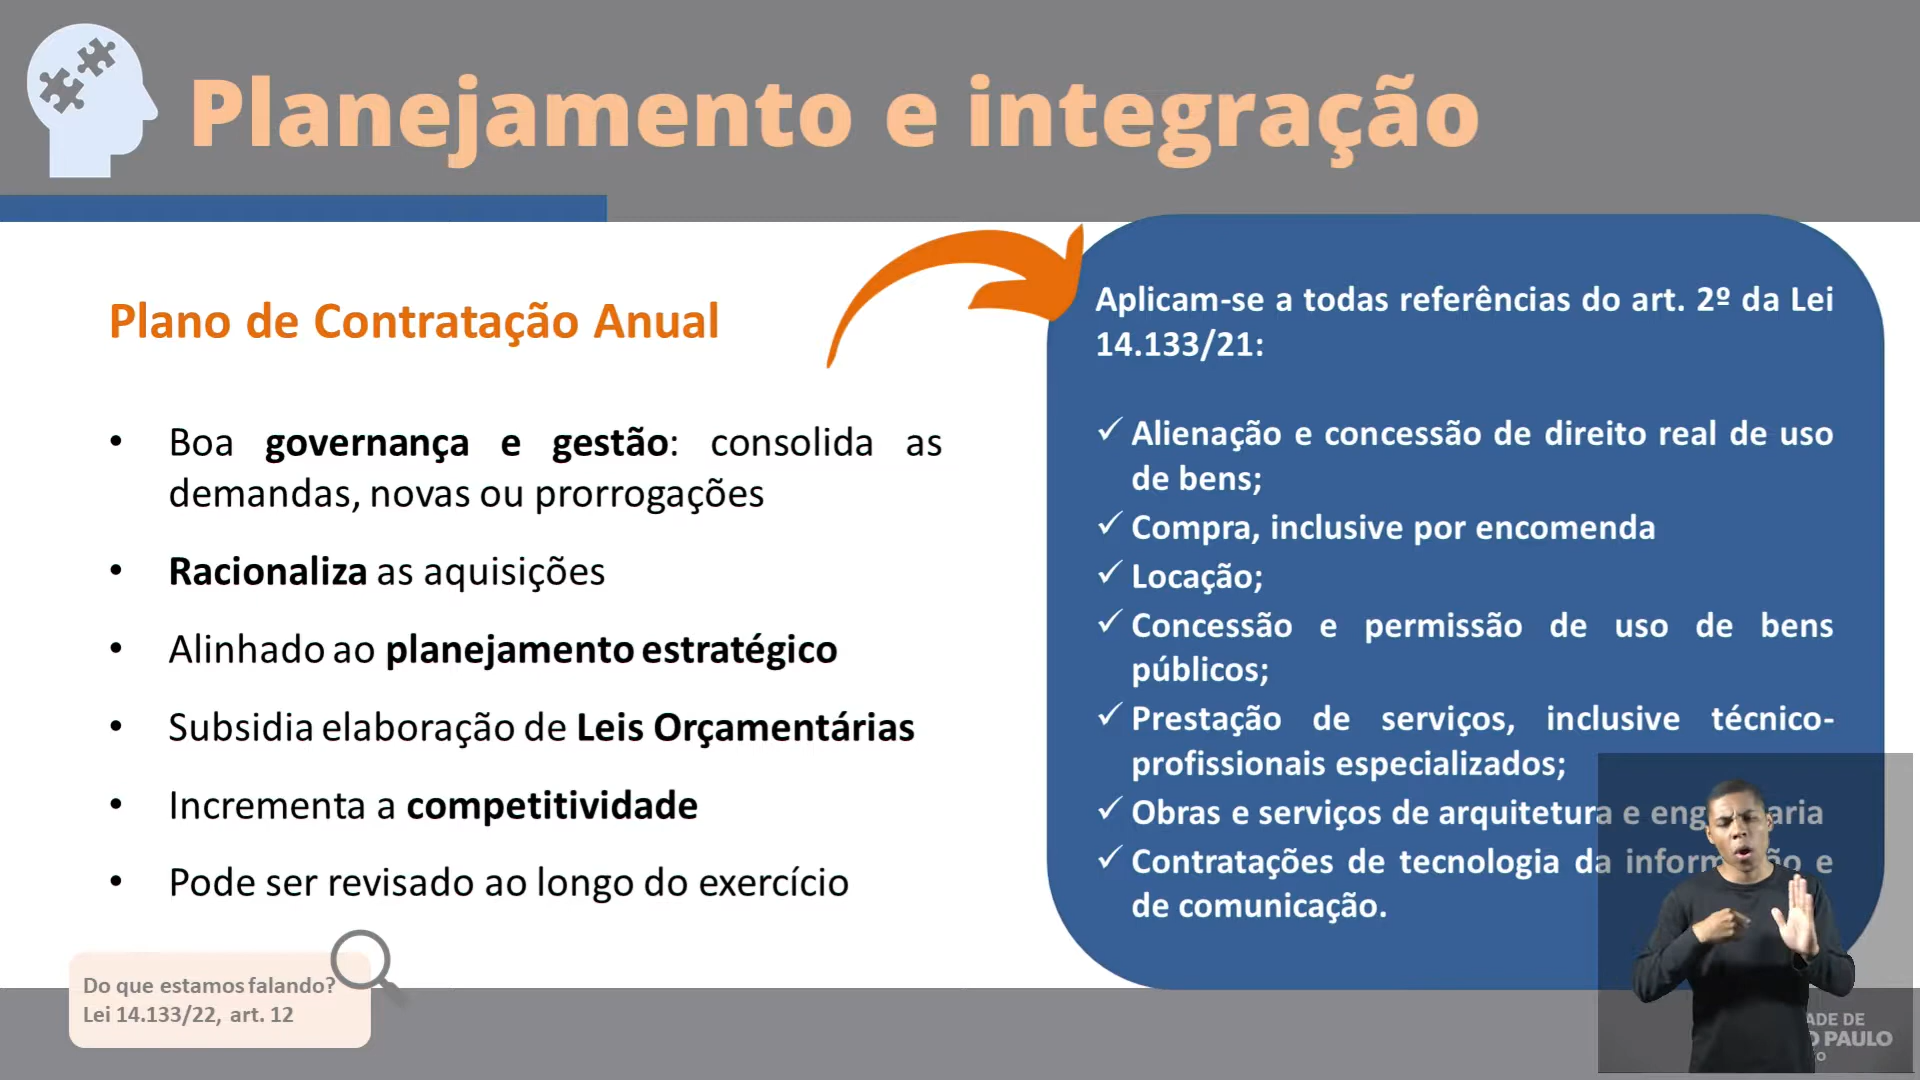 Planejamento e integração
Plano de Contratação Anual
• Boa governança e gestão: consolida as
demandas, novas ou prorrogações
• Racionaliza as aquisições
• Alinhado ao planejamento estratégico
• Subsidia elaboração de Leis Orçamentárias
• Incrementa a competitividade
• Pode ser revisado ao longo do exercício
Aplicam-se a todas referências do art. 2º da Lei
14.133/21:
✓ Alienação e concessão de direito real de uso
de bens;
✓ Compra, inclusive por encomenda
✓ Locação;
✓ Concessão e permissão de uso de bens
públicos;
✓ Prestação de serviços, inclusive técnico-
profissionais especializados;
✓ Obras e serviços de arquitetura e
✓ Contratações de tecnologia da e
de comunicação.
Do que estamos falando?
Lei 14.133/22, art. 12
DE
PAULO